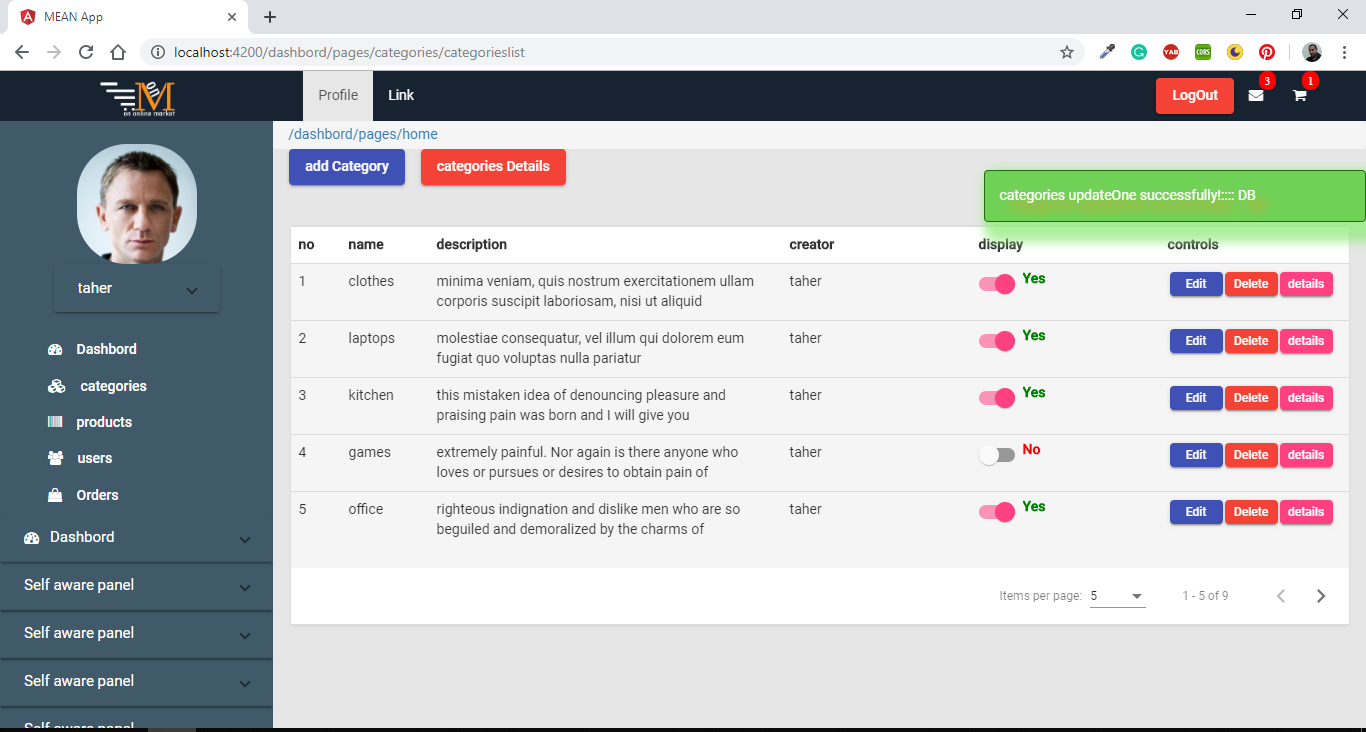 MEAN App
localhost:4200/dashbord/pages/categories/categorieslist
YAB
CORS
eM
on online market
Profile
Link
LogOut
3
1
/dashbord/pages/home
add Category
categories Details
categories updateOne successfully!:::: DB
taher
Dashbord
categories
products
users
Orders
Dashbord
Self aware panel
Self aware panel
Self aware panel
Self aware panel
no name description creator display controls
1 clothes minima veniam, quis nostrum exercitationem ullam taher Yes Edit Delete details
corporis suscipit laboriosam, nisi ut aliquid
2 laptops molestiae consequatur, vel illum qui dolorem eum taher Yes Edit Delete details
fugiat quo voluptas nulla pariatur
3 kitchen this mistaken idea of denouncing pleasure and taher Yes Edit Delete details
praising pain was born and I will give you
4 games extremely painful. Nor again is there anyone who taher No Edit Delete details
loves or pursues or desires to obtain pain of
5 office righteous indignation and dislike men who are so taher Yes Edit Delete details
beguiled and demoralized by the charms of
Items per page: 5 1 - 5 of 9